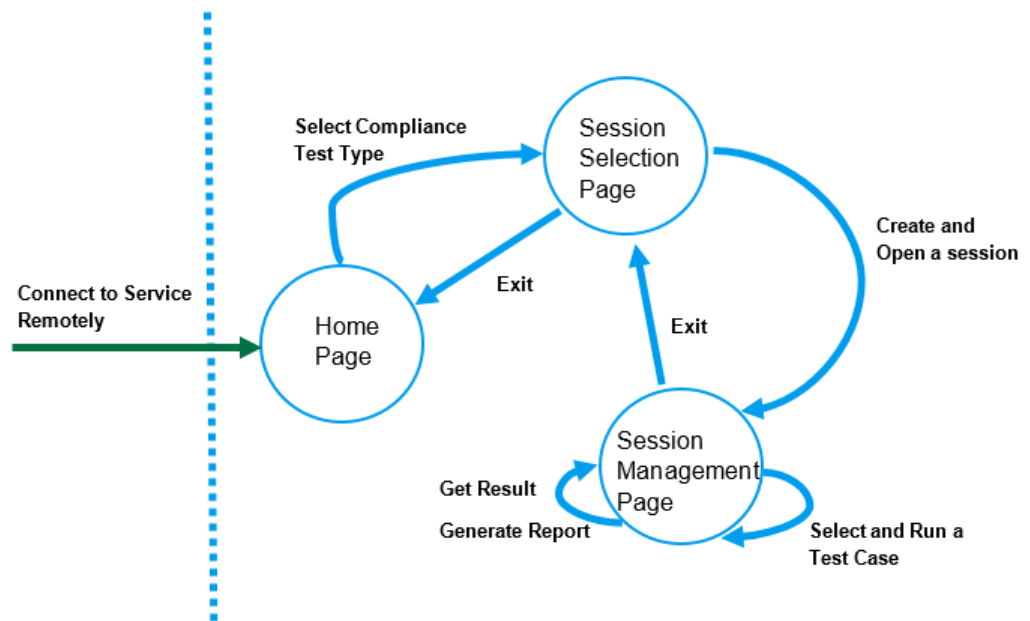 Select Compliance
Test Type
Session
Selection
Page
Create and
Open a session
Exit
Connect to Service
Remotely
Home
Page
Exit
Session
Management
Page
Get Result
Generate Report
Select and Run a
Test Case